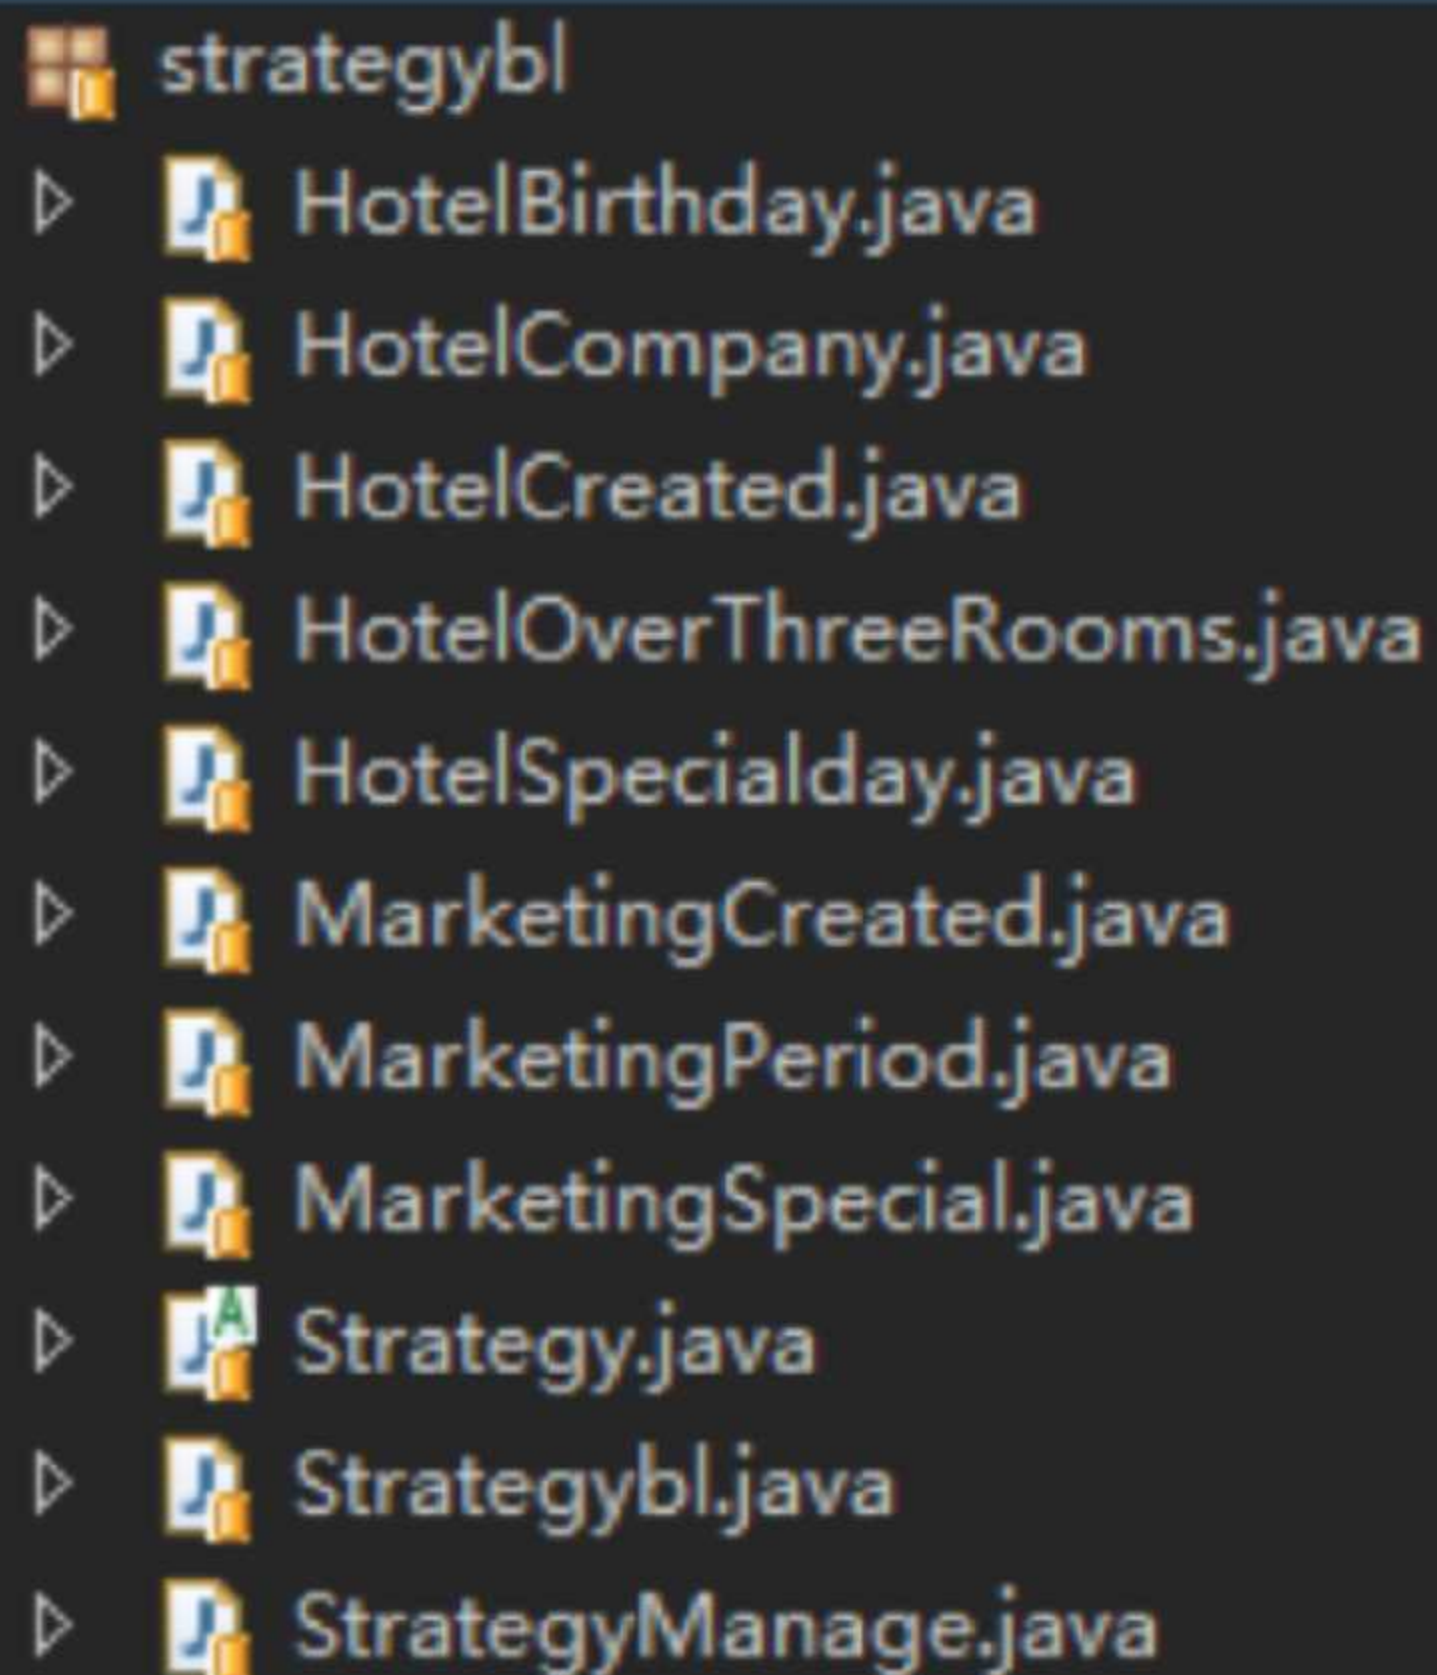 strategybl
HotelBirthday.java
HotelCompany.java
HotelCreated.java
HotelOverThreeRooms.java
HotelSpecialday.java
MarketingCreated.java
MarketingPeriod.java
MarketingSpecial.java
Strategy.java
Strategybl.java
StrategyManage.java